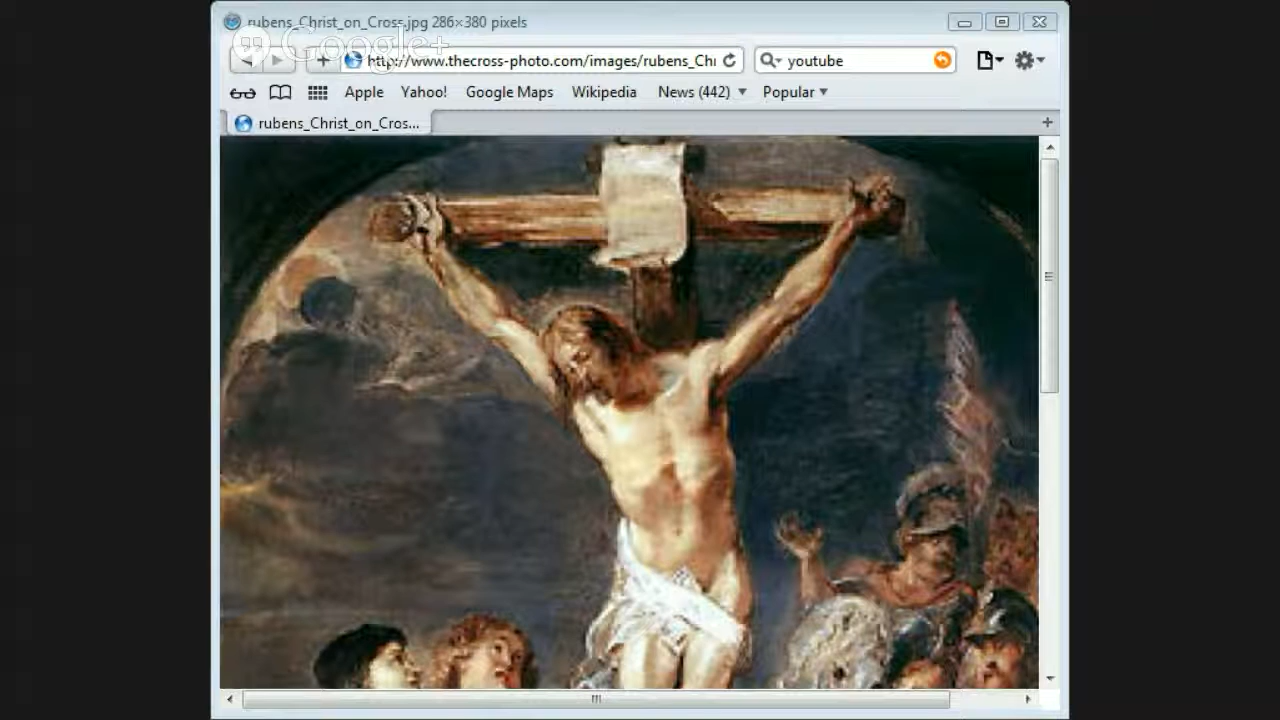 rubens_Christ_on_Cross.jpg 286×380 pixels
Google+
http://www.thecross-photo.com/images/rubens_Chr
youtube
Apple Yahoo! Google Maps Wikipedia News (442) Popular
rubens_Christ_on_Cros...